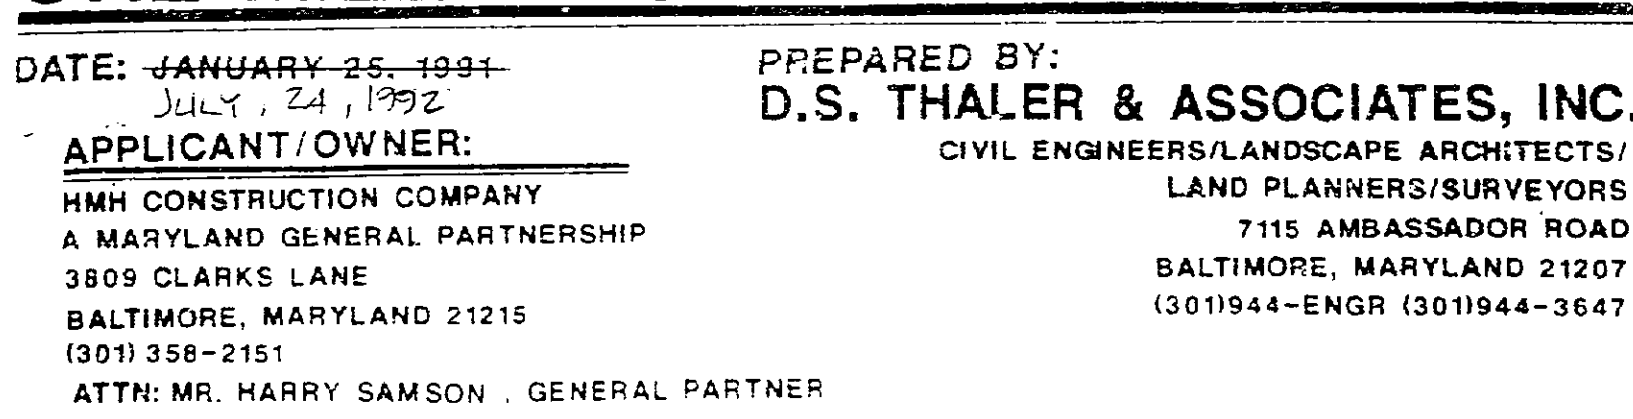 DATE: JANUARY 25, 1991
JULY, 24, 1992
APPLICANT/OWNER:
HMH CONSTRUCTION COMPANY
A MARYLAND GENERAL PARTNERSHIP
3809 CLARKS LANE
BALTIMORE, MARYLAND 21215
(301) 358-2151
ATTN: MR. HARRY SAMSON, GENERAL PARTNER
PREPARED BY:
D.S. THALER & ASSOCIATES, INC.
CIVIL ENGINEERS/LANDSCAPE ARCHITECTS/
LAND PLANNERS/SURVEYORS
7115 AMBASSADOR ROAD
BALTIMORE, MARYLAND 21207
(301)944-ENGR (301)944-3647